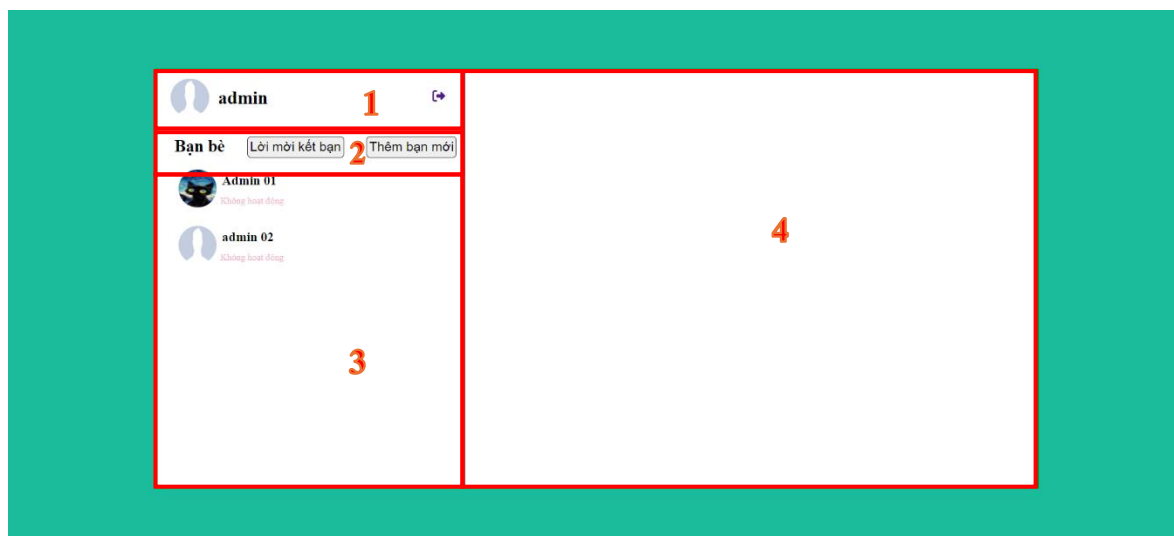 admin
1
Bạn bè Lời mời kết bạn 2 Thêm bạn mới
Admin 01
Không hoạt động
admin 02
Không hoạt động
3
4